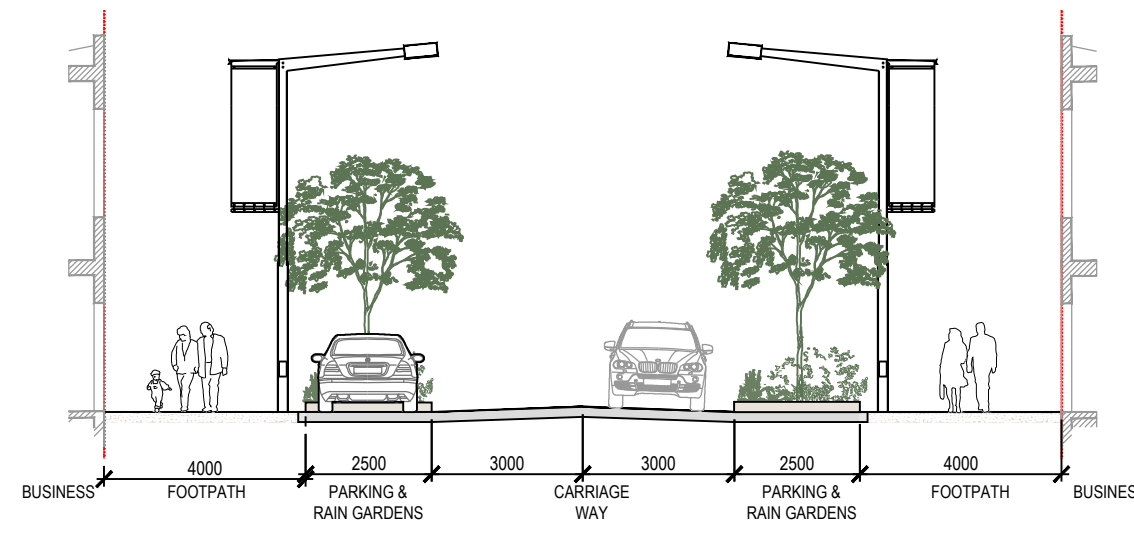 4000 2500 3000 3000 2500 4000
BUSINESS FOOTPATH PARKING & CARRIAGE PARKING & FOOTPATH BUSINES
RAIN GARDENS WAY RAIN GARDENS